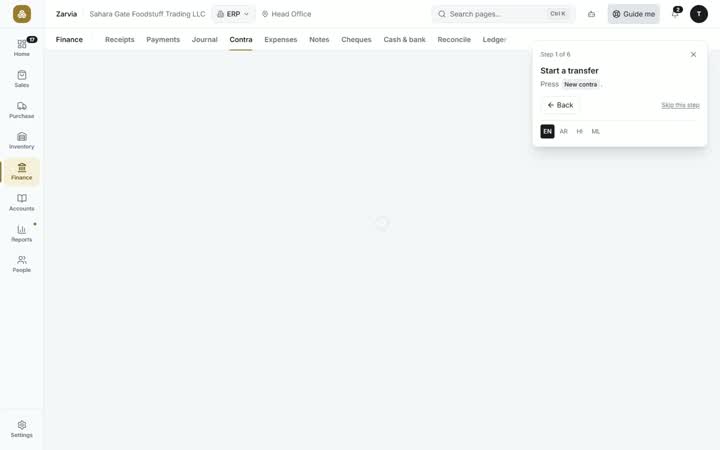 Zarvia
Sahara Gate Foodstuff Trading LLC
ERP
Head Office
Search pages...
Ctrl K
Guide me
2
T
17
Home
Sales
Purchase
Inventory
Finance
Accounts
Reports
People
Settings
Finance
Receipts
Payments
Journal
Contra
Expenses
Notes
Cheques
Cash & bank
Reconcile
Ledger
Step 1 of 6
Start a transfer
Press New contra .
Back
Skip this step
EN AR HI ML